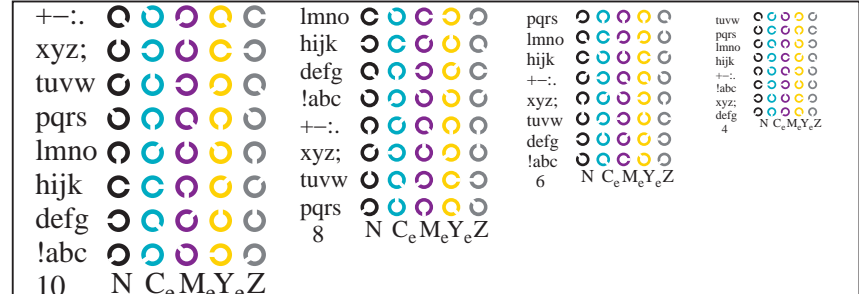 +−:.
xyz;
tuvw
pqrs
lmno
hijk
defg
!abc
10 N CeMeYeZ
lmno
hijk
defg
!abc
+−:.
xyz;
tuvw
pqrs
8 N CeMeYeZ
pqrs
lmno
hijk
+−:.
xyz;
tuvw
defg
!abc
6 N CeMeYeZ
tuvw
pqrs
lmno
hijk
+−:.
!abc
xyz;
defg
4 N CeMeYeZ